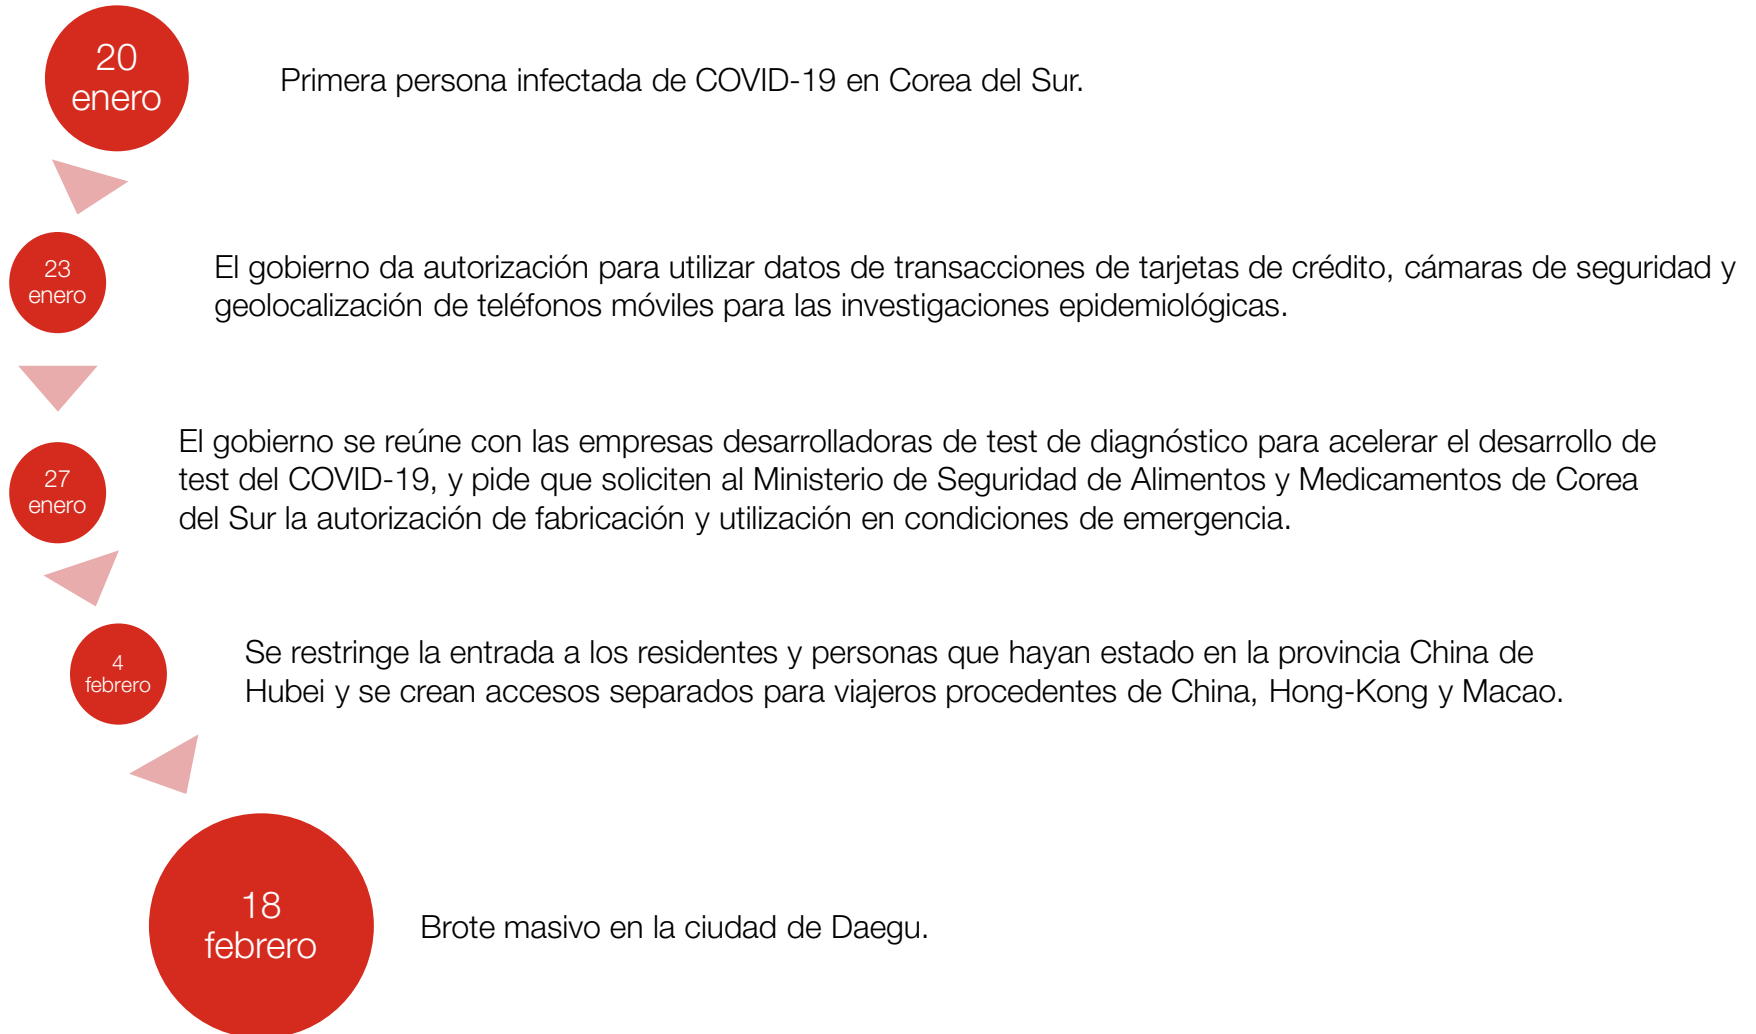 20
enero
Primera persona infectada de COVID-19 en Corea del Sur.
23
enero
El gobierno da autorización para utilizar datos de transacciones de tarjetas de crédito, cámaras de seguridad y
geolocalización de teléfonos móviles para las investigaciones epidemiológicas.
27
enero
El gobierno se reúne con las empresas desarrolladoras de test de diagnóstico para acelerar el desarrollo de
test del COVID-19, y pide que soliciten al Ministerio de Seguridad de Alimentos y Medicamentos de Corea
del Sur la autorización de fabricación y utilización en condiciones de emergencia.
4
febrero
Se restringe la entrada a los residentes y personas que hayan estado en la provincia China de
Hubei y se crean accesos separados para viajeros procedentes de China, Hong-Kong y Macao.
18
febrero
Brote masivo en la ciudad de Daegu.